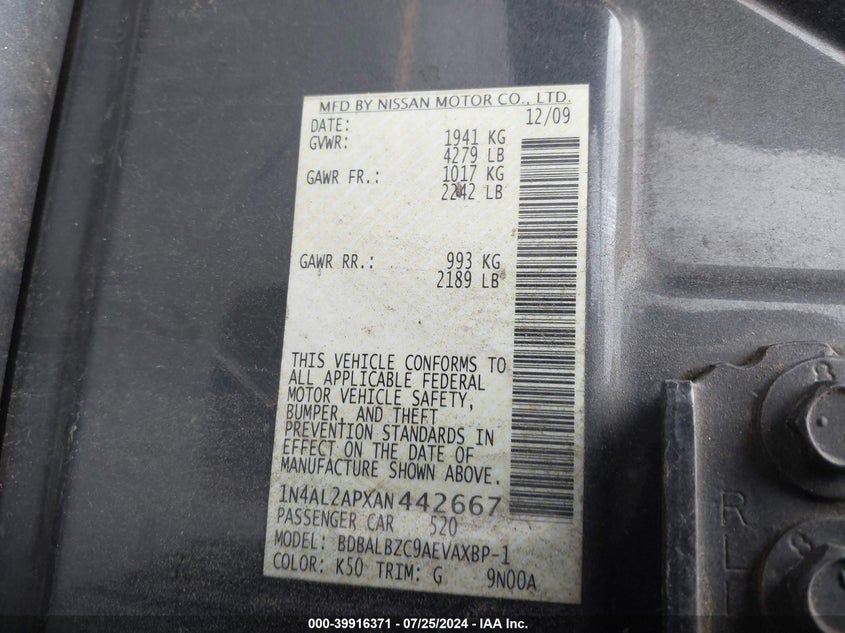 MFD BY NISSAN MOTOR CO., LTD.
DATE: 12/09
GVWR: 1941 KG
4279 LB
GAWR FR.: 1017 KG
2242 LB
GAWR RR.: 993 KG
2189 LB
THIS VEHICLE CONFORMS TO
ALL APPLICABLE FEDERAL
MOTOR VEHICLE SAFETY,
BUMPER, AND THEFT
PREVENTION STANDARDS IN
EFFECT ON THE DATE OF
MANUFACTURE SHOWN ABOVE.
1N4AL2APXAN442667
PASSENGER CAR 520
MODEL: BDBALBZC9AEVAXBP-1
COLOR: K50 TRIM: G 9N00A
R
L
000-39916371 - 07/25/2024 - IAA Inc.